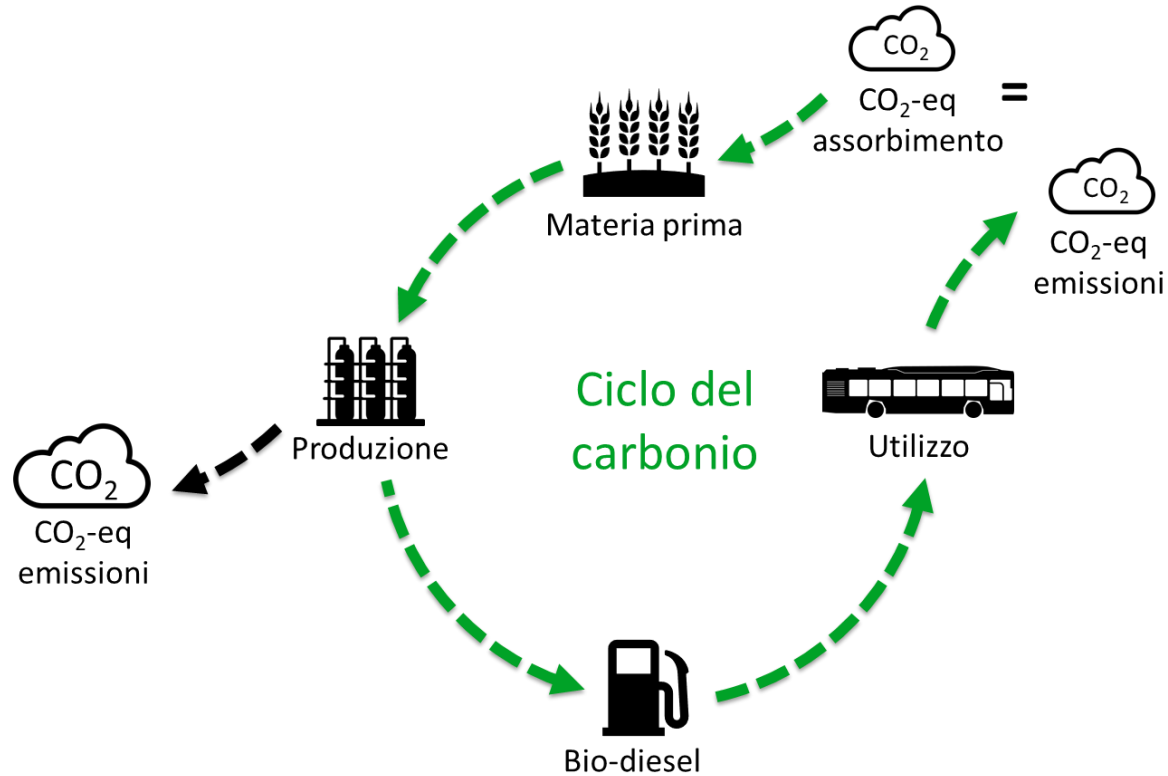 CO₂
CO₂-eq
assorbimento
=
CO₂
CO₂-eq
emissioni
Materia prima
Ciclo del
carbonio
Produzione
Utilizzo
CO₂
CO₂-eq
emissioni
Bio-diesel